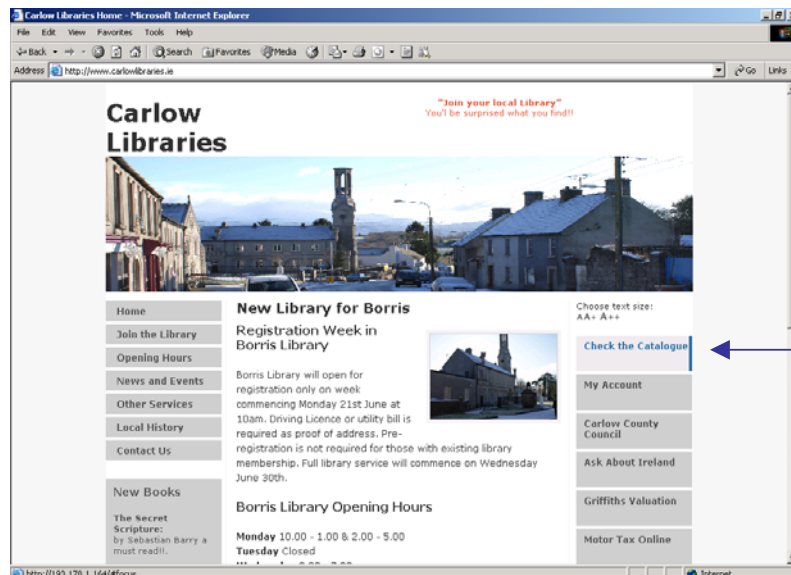 Carlow Libraries Home - Microsoft Internet Explorer
File Edit View Favorites Tools Help
Back Search Favorites Media
Address http://www.carlowlibraries.ie Go Links
Carlow
Libraries
"Join your local Library"
You'l be surprised what you find!!
Home
Join the Library
Opening Hours
News and Events
Other Services
Local History
Contact Us
New Books
The Secret
Scripture:
by Sebastian Barry a
must read!!.
New Library for Borris
Registration Week in
Borris Library
Borris Library will open for
registration only on week
commencing Monday 21st June at
10am. Driving Licence or utility bill is
required as proof of address. Pre-
registration is not required for those with existing library
membership. Full library service will commence on Wednesday
June 30th.
Borris Library Opening Hours
Monday 10.00 - 1.00 & 2.00 - 5.00
Tuesday Closed
Choose text size:
AA+ A++
Check the Catalogue
My Account
Carlow County
Council
Ask About Ireland
Griffiths Valuation
Motor Tax Online
Internet